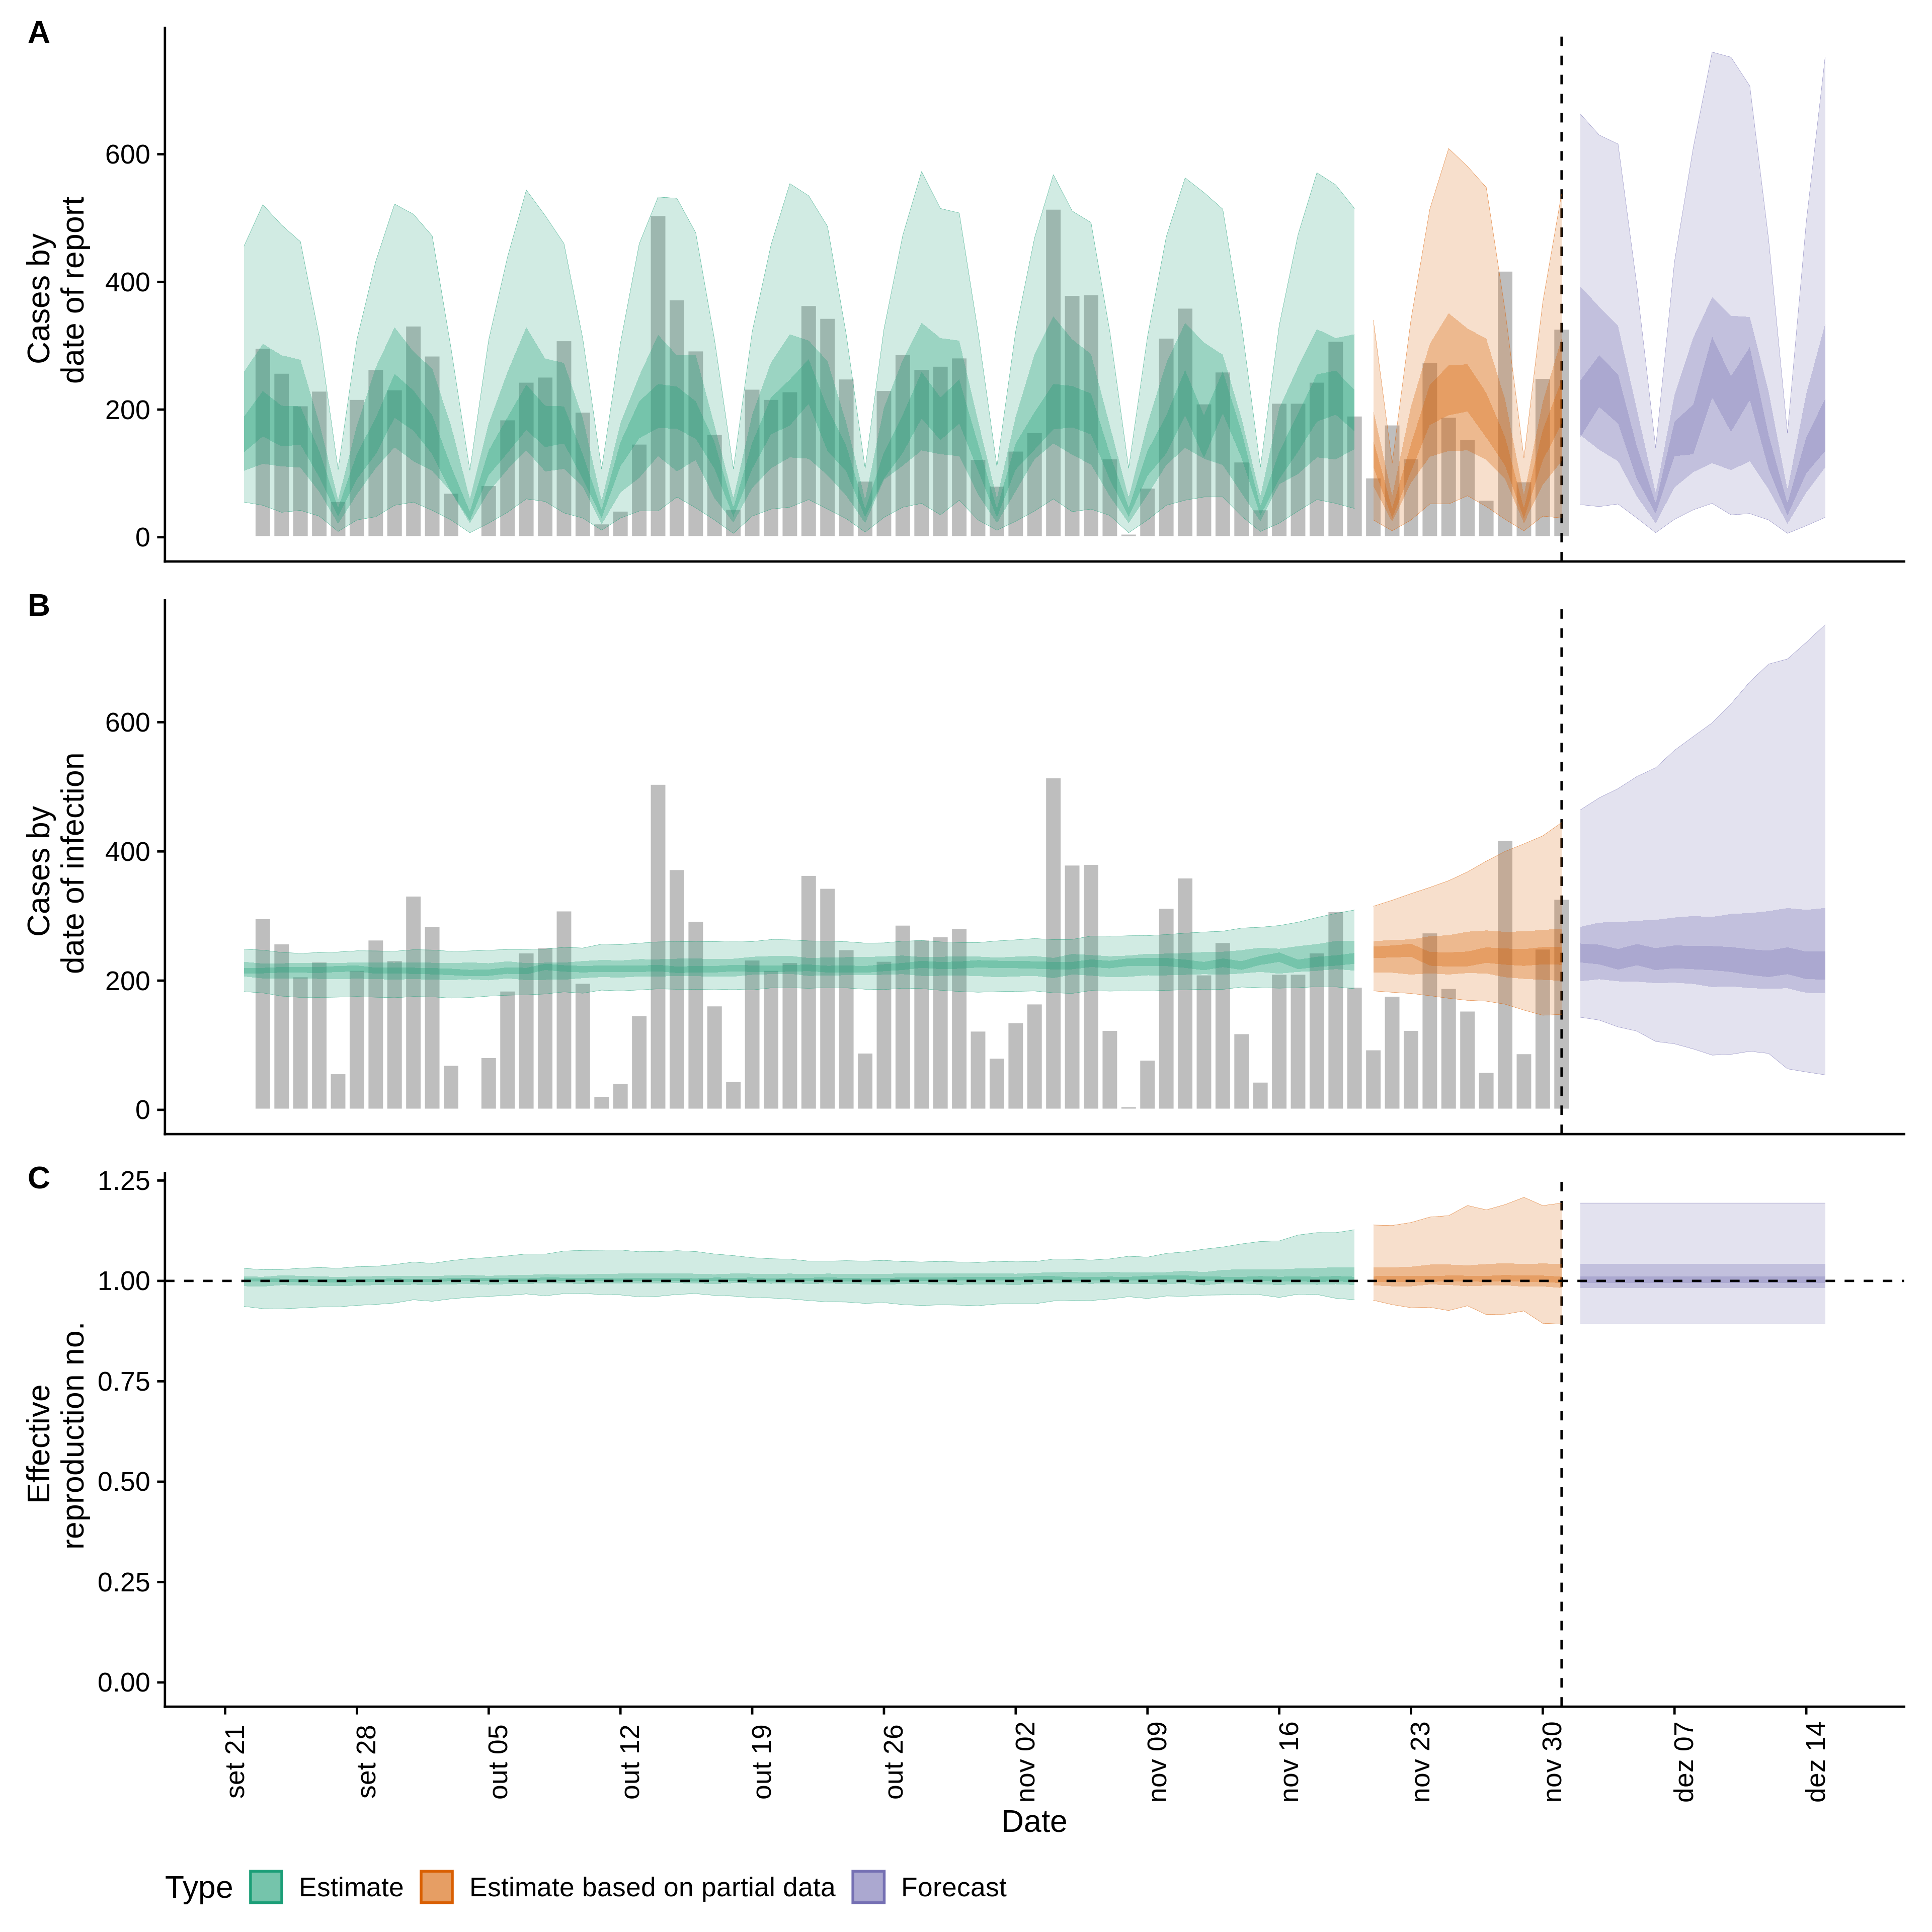 A
Cases by
date of report
600
400
200
0
B
Cases by
date of infection
600
400
200
0
C
Effective
reproduction no.
1.25
1.00
0.75
0.50
0.25
0.00
set 21
set 28
out 05
out 12
out 19
out 26
nov 02
nov 09
nov 16
nov 23
nov 30
dez 07
dez 14
Date
Type Estimate Estimate based on partial data Forecast